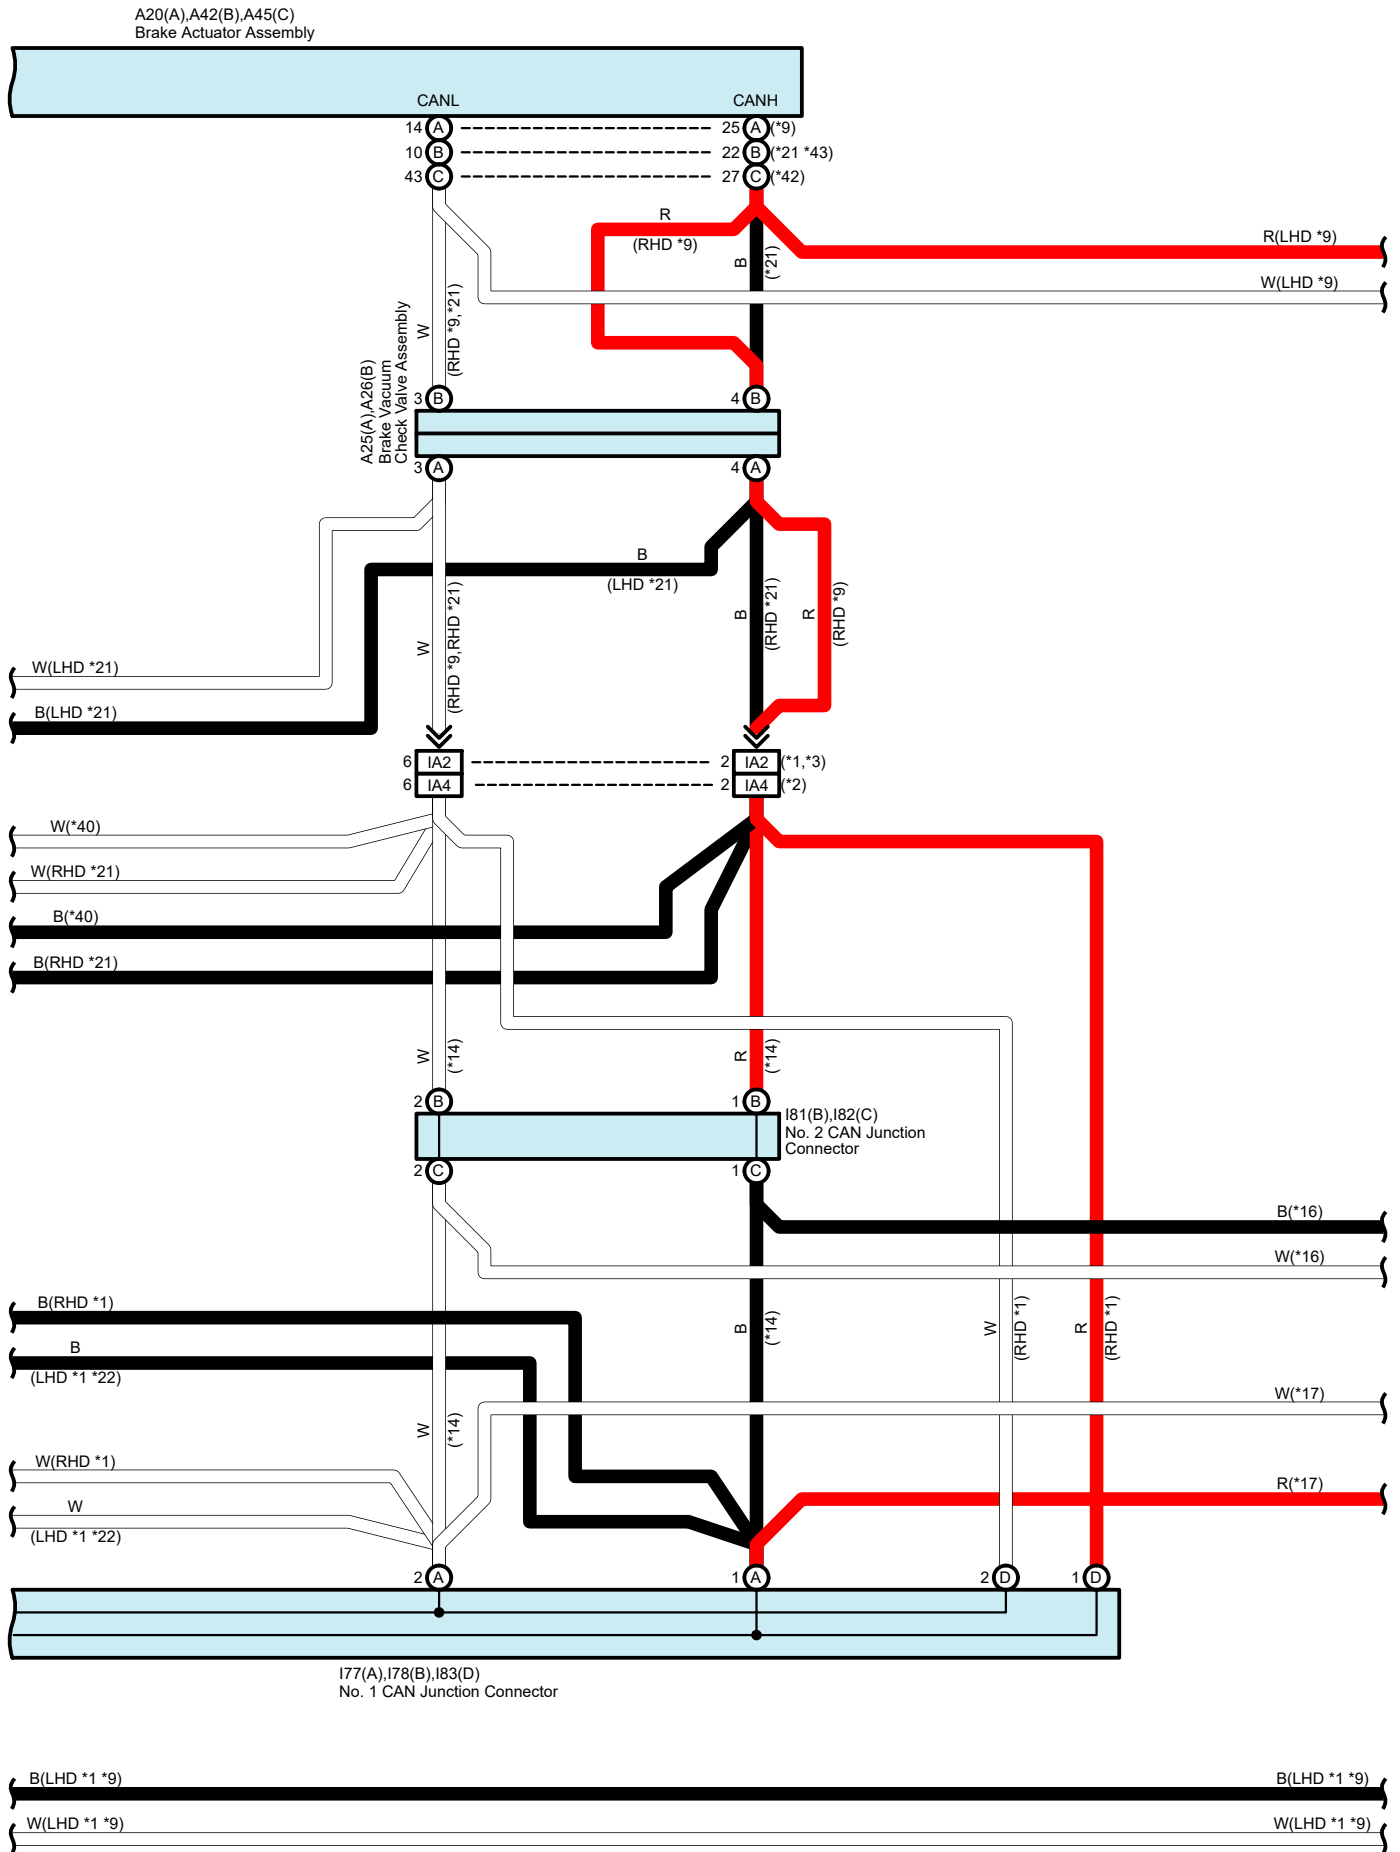 A20(A),A42(B),A45(C)
Brake Actuator Assembly
CANL
CANH
14 A
25 A (*9)
10 B
22 B (*21 *43)
43 C
27 C (*42)
R
(RHD *9)
B
(*21)
R(LHD *9)
W(LHD *9)
W
(RHD *9,*21)
A25(A),A26(B)
Brake Vacuum
Check Valve Assembly
3 B
4 B
3 A
4 A
B
(LHD *21)
W
(RHD *9,RHD *21)
B
(RHD *21)
R
(RHD *9)
W(LHD *21)
B(LHD *21)
6 IA2
2 IA2 (*1,*3)
6 IA4
2 IA4 (*2)
W(*40)
W(RHD *21)
B(*40)
B(RHD *21)
W
(*14)
R
(*14)
2 B
1 B
I81(B),I82(C)
No. 2 CAN Junction
Connector
2 C
1 C
B(*16)
W(*16)
B(RHD *1)
B
(LHD *1 *22)
B
(*14)
W
(RHD *1)
R
(RHD *1)
W(*17)
W
(*14)
W(RHD *1)
W
(LHD *1 *22)
R(*17)
2 A
1 A
2 D
1 D
I77(A),I78(B),I83(D)
No. 1 CAN Junction Connector
B(LHD *1 *9)
B(LHD *1 *9)
W(LHD *1 *9)
W(LHD *1 *9)